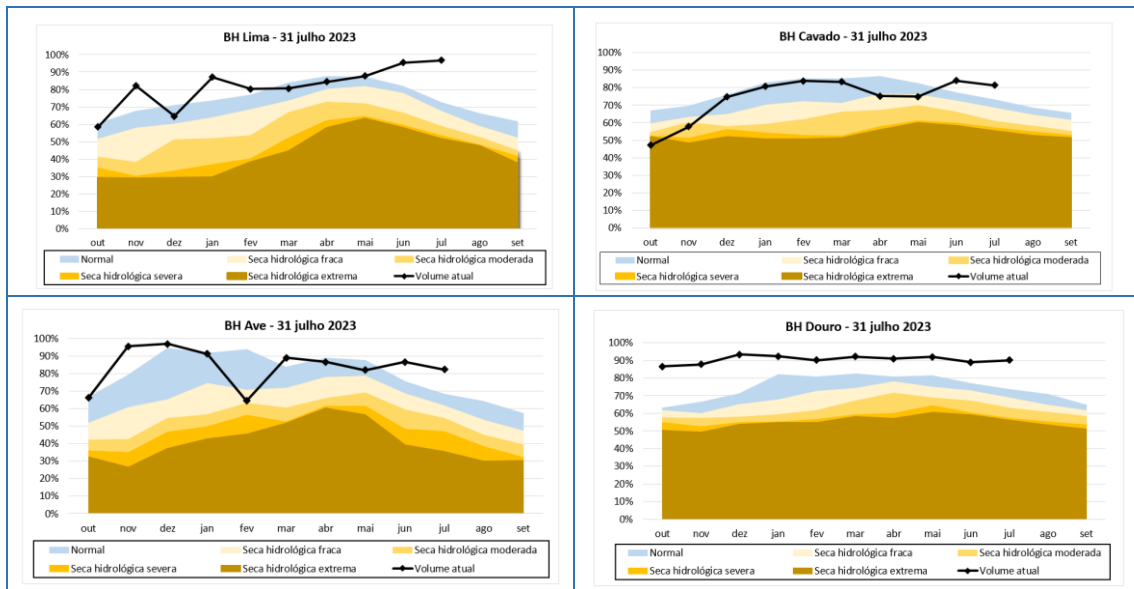 BH Lima - 31 julho 2023
100%
90%
80%
70%
60%
50%
40%
30%
20%
10%
0%
out nov dez jan fev mar abr mai jun jul ago set
Normal Seca hidrológica fraca Seca hidrológica moderada
Seca hidrológica severa Seca hidrológica extrema Volume atual
BH Cavado - 31 julho 2023
100%
90%
80%
70%
60%
50%
40%
30%
20%
10%
0%
out nov dez jan fev mar abr mai jun jul ago set
Normal Seca hidrológica fraca Seca hidrológica moderada
Seca hidrológica severa Seca hidrológica extrema Volume atual
BH Ave - 31 julho 2023
100%
90%
80%
70%
60%
50%
40%
30%
20%
10%
0%
out nov dez jan fev mar abr mai jun jul ago set
Normal Seca hidrológica fraca Seca hidrológica moderada
Seca hidrológica severa Seca hidrológica extrema Volume atual
BH Douro - 31 julho 2023
100%
90%
80%
70%
60%
50%
40%
30%
20%
10%
0%
out nov dez jan fev mar abr mai jun jul ago set
Normal Seca hidrológica fraca Seca hidrológica moderada
Seca hidrológica severa Seca hidrológica extrema Volume atual